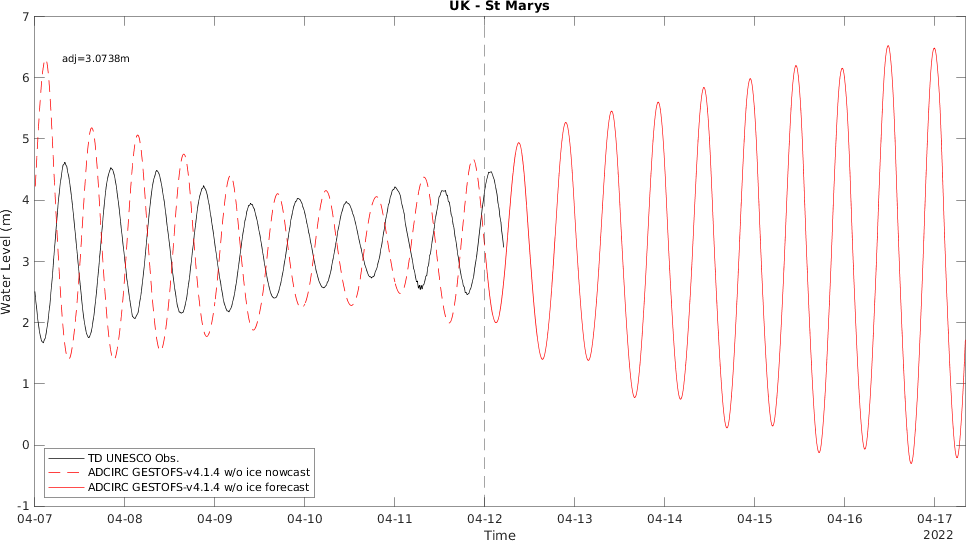 UK - St Marys
7
adj=3.0738m
6
5
4
3
2
1
0
-1
Water Level (m)
TD UNESCO Obs.
ADCIRC GESTOFS-v4.1.4 w/o ice nowcast
ADCIRC GESTOFS-v4.1.4 w/o ice forecast
04-07 04-08 04-09 04-10 04-11 04-12 04-13 04-14 04-15 04-16 04-17
Time
2022